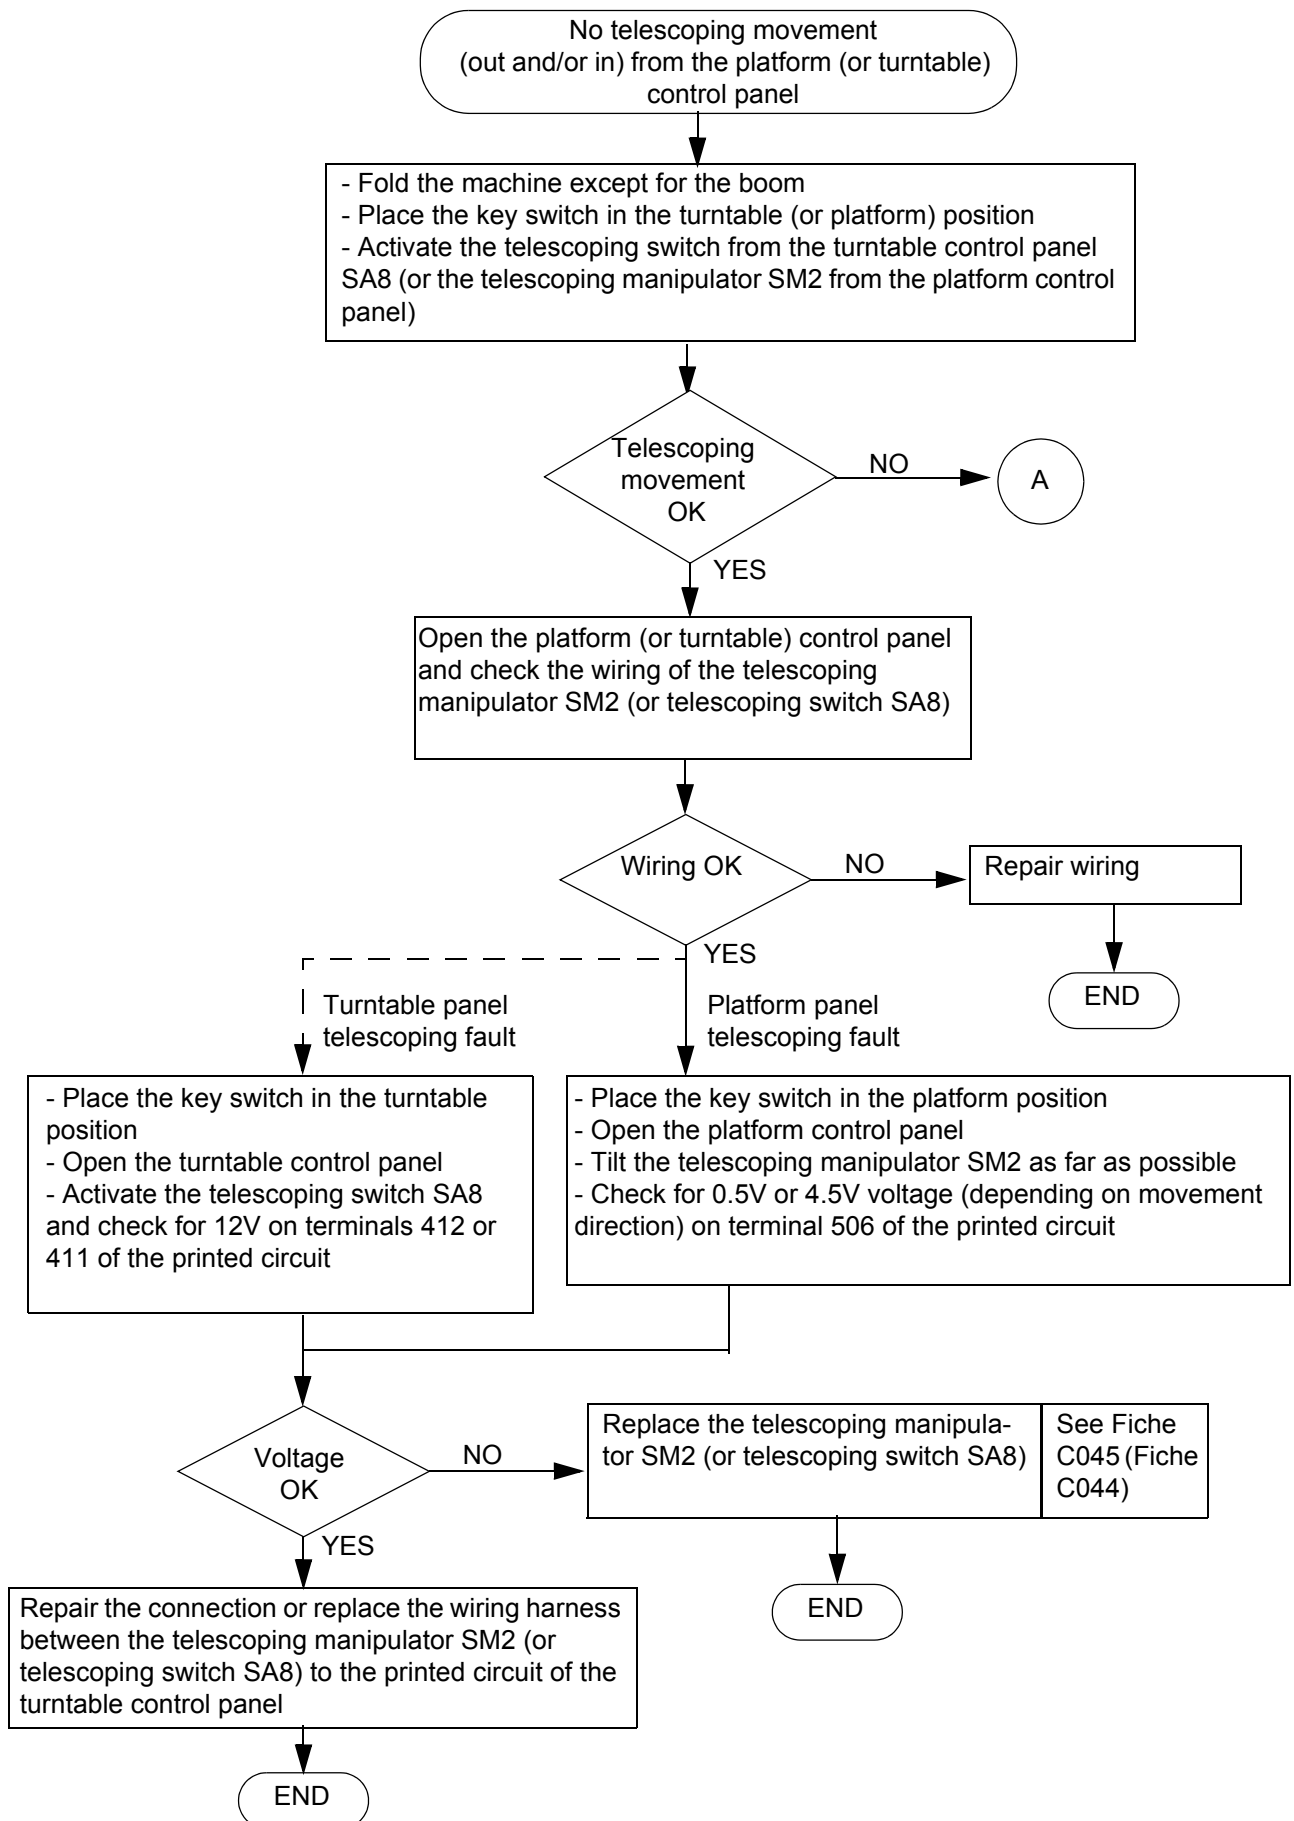 No telescoping movement
(out and/or in) from the platform (or turntable)
control panel
- Fold the machine except for the boom
- Place the key switch in the turntable (or platform) position
- Activate the telescoping switch from the turntable control panel
SA8 (or the telescoping manipulator SM2 from the platform control
panel)
Telescoping
movement
OK
NO
A
YES
Open the platform (or turntable) control panel
and check the wiring of the telescoping
manipulator SM2 (or telescoping switch SA8)
Wiring OK
NO
Repair wiring
YES
END
Turntable panel
telescoping fault
Platform panel
telescoping fault
- Place the key switch in the turntable
position
- Open the turntable control panel
- Activate the telescoping switch SA8
and check for 12V on terminals 412 or
411 of the printed circuit
- Place the key switch in the platform position
- Open the platform control panel
- Tilt the telescoping manipulator SM2 as far as possible
- Check for 0.5V or 4.5V voltage (depending on movement
direction) on terminal 506 of the printed circuit
Voltage
OK
NO
Replace the telescoping manipula-
tor SM2 (or telescoping switch SA8)
See Fiche
C045 (Fiche
C044)
YES
END
Repair the connection or replace the wiring harness
between the telescoping manipulator SM2 (or
telescoping switch SA8) to the printed circuit of the
turntable control panel
END